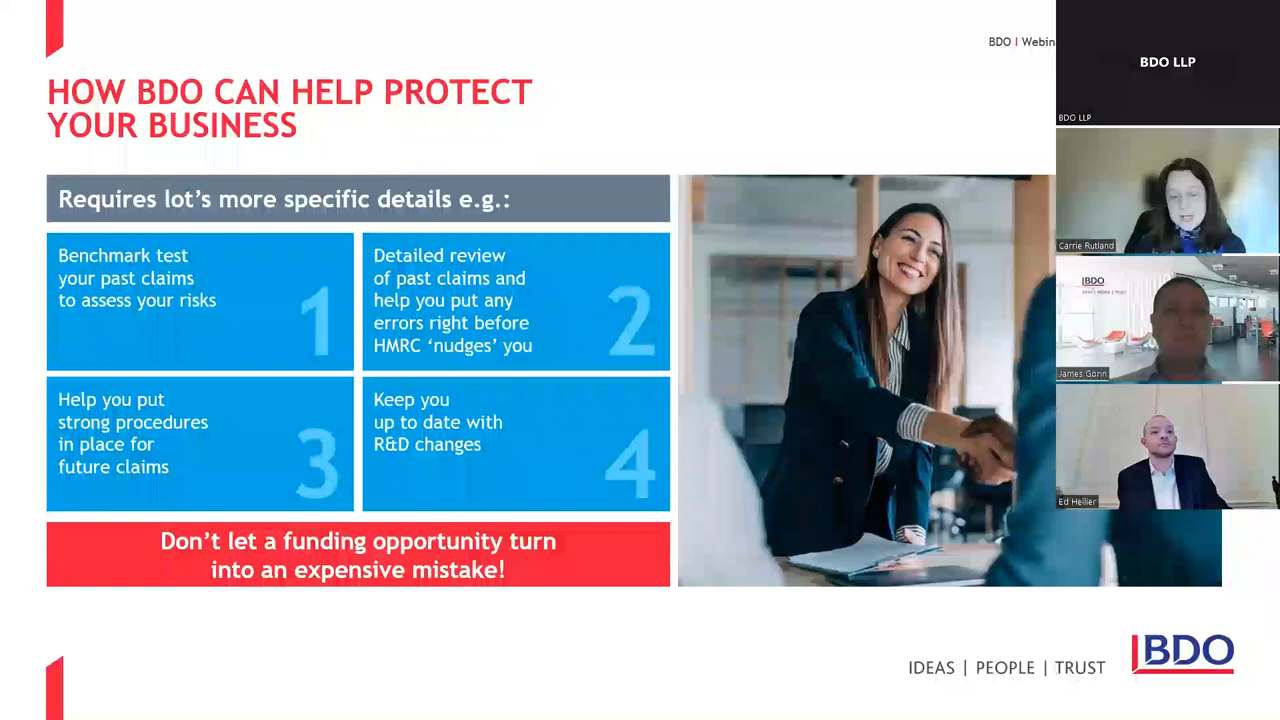 BDO | Webin
HOW BDO CAN HELP PROTECT
YOUR BUSINESS
Requires lot’s more specific details e.g.:
Benchmark test
your past claims
to assess your risks
1
Detailed review
of past claims and
help you put any
errors right before
HMRC ‘nudges’ you
2
Help you put
strong procedures
in place for
future claims
3
Keep you
up to date with
R&D changes
4
Don’t let a funding opportunity turn
into an expensive mistake!
BDO LLP
BDO LLP
Carrie Rutland
BDO
James Gorin
Ed Hellier
IDEAS | PEOPLE | TRUST
BDO